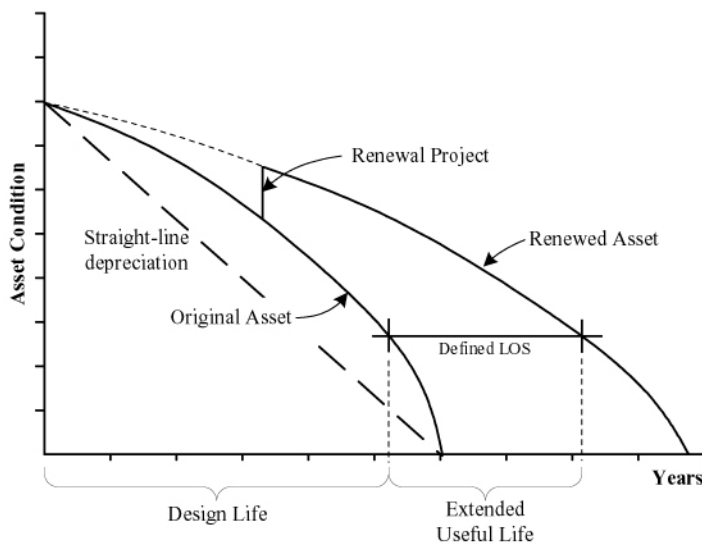 Asset Condition
Renewal Project
Straight-line
depreciation
Renewed Asset
Original Asset
Defined LOS
Years
Design Life
Extended
Useful Life